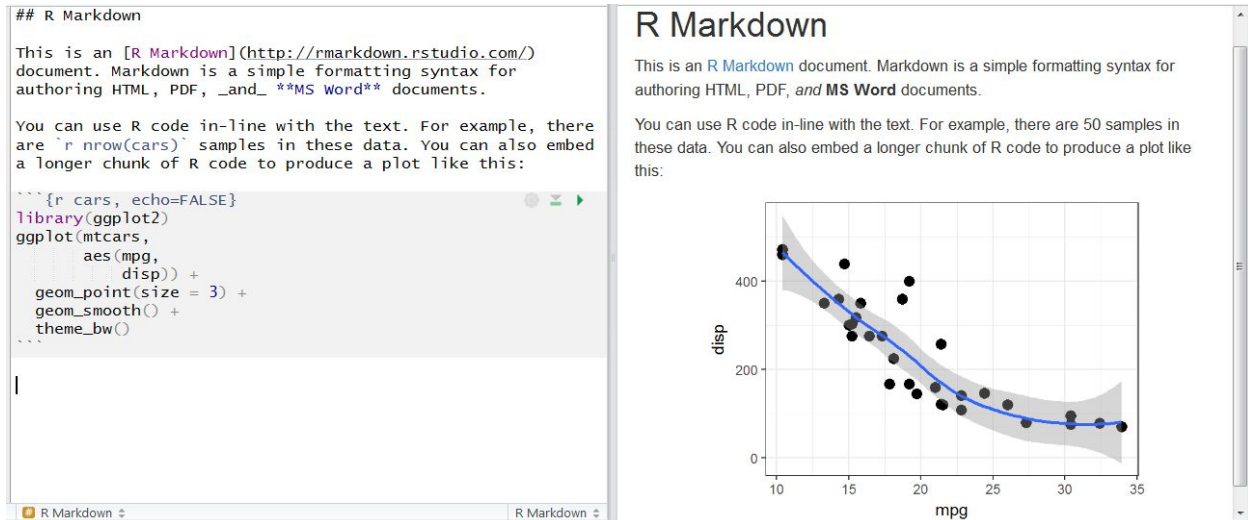 ## R Markdown
This is an [R Markdown](http://rmarkdown.rstudio.com/)
document. Markdown is a simple formatting syntax for
authoring HTML, PDF, _and_ **MS Word** documents.
You can use R code in-line with the text. For example, there
are `r nrow(cars)` samples in these data. You can also embed
a longer chunk of R code to produce a plot like this:
```{r cars, echo=FALSE}
library(ggplot2)
ggplot(mtcars,
       aes(mpg,
           disp)) +
  geom_point(size = 3) +
  geom_smooth() +
  theme_bw()
```
R Markdown
R Markdown
R Markdown
This is an R Markdown document. Markdown is a simple formatting syntax for
authoring HTML, PDF, and MS Word documents.
You can use R code in-line with the text. For example, there are 50 samples in
these data. You can also embed a longer chunk of R code to produce a plot like
this:
400
200
0
disp
10 15 20 25 30 35
mpg